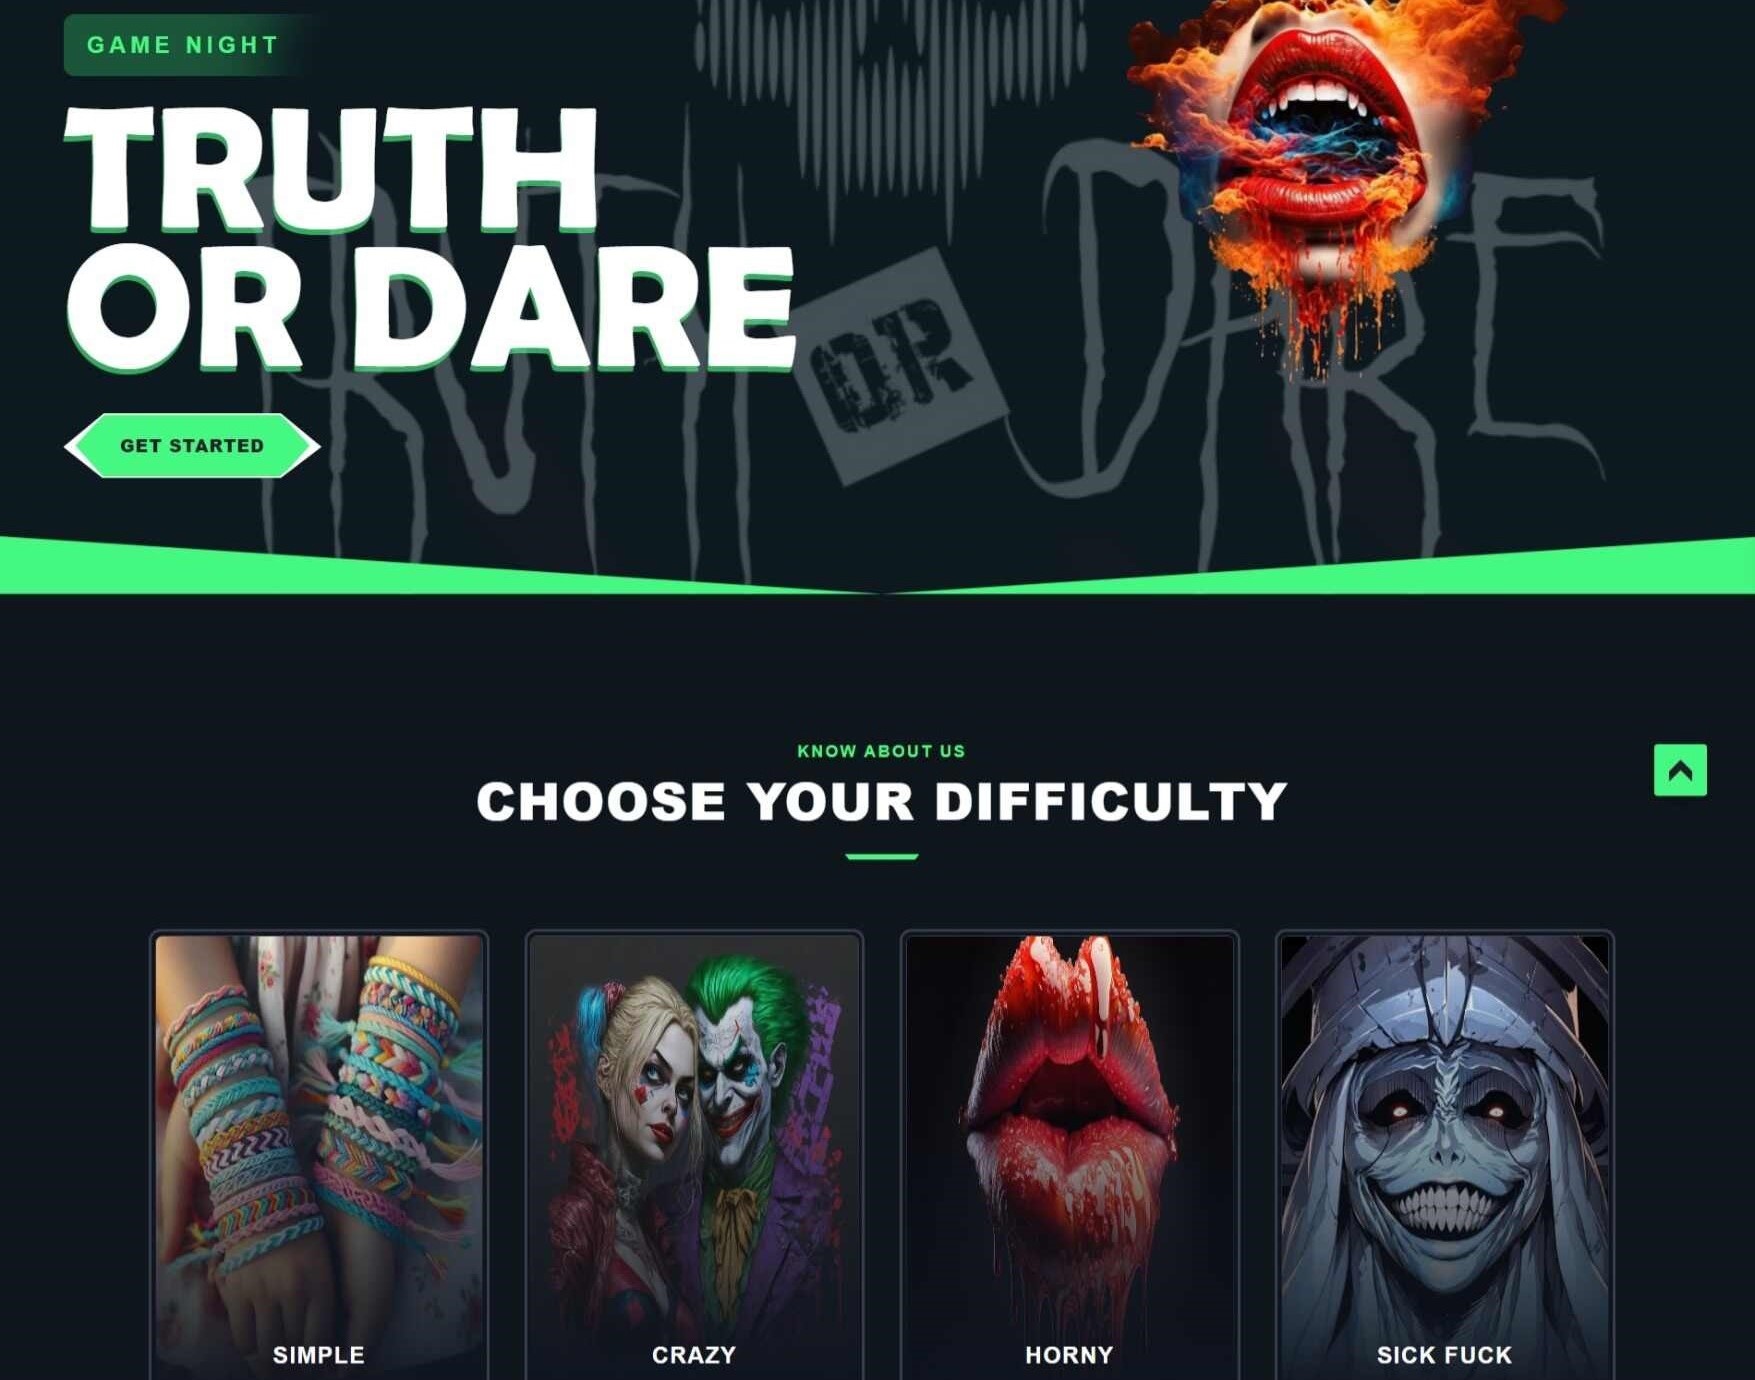 GAME NIGHT
TRUTH
OR DARE
TRUTH OR DARE
GET STARTED
KNOW ABOUT US
CHOOSE YOUR DIFFICULTY
SIMPLE
CRAZY
HORNY
SICK FUCK